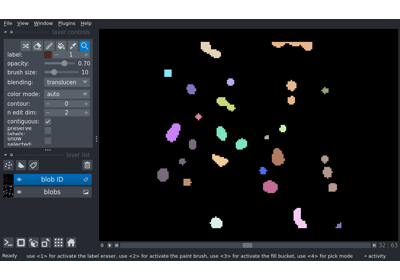 File View Window Plugins Help
layer controls
label: 1
opacity: 0.70
brush size: 10
blending: translucen
color mode: auto
contour: 0
n edit dim: 2
contiguous:
preserve
labels:
show
selected:
layer list
blob ID
blobs
0 32 63
Ready use <1> for activate the label eraser, use <2> for activate the paint brush, use <3> for activate the fill bucket, use <4> for pick mode activity